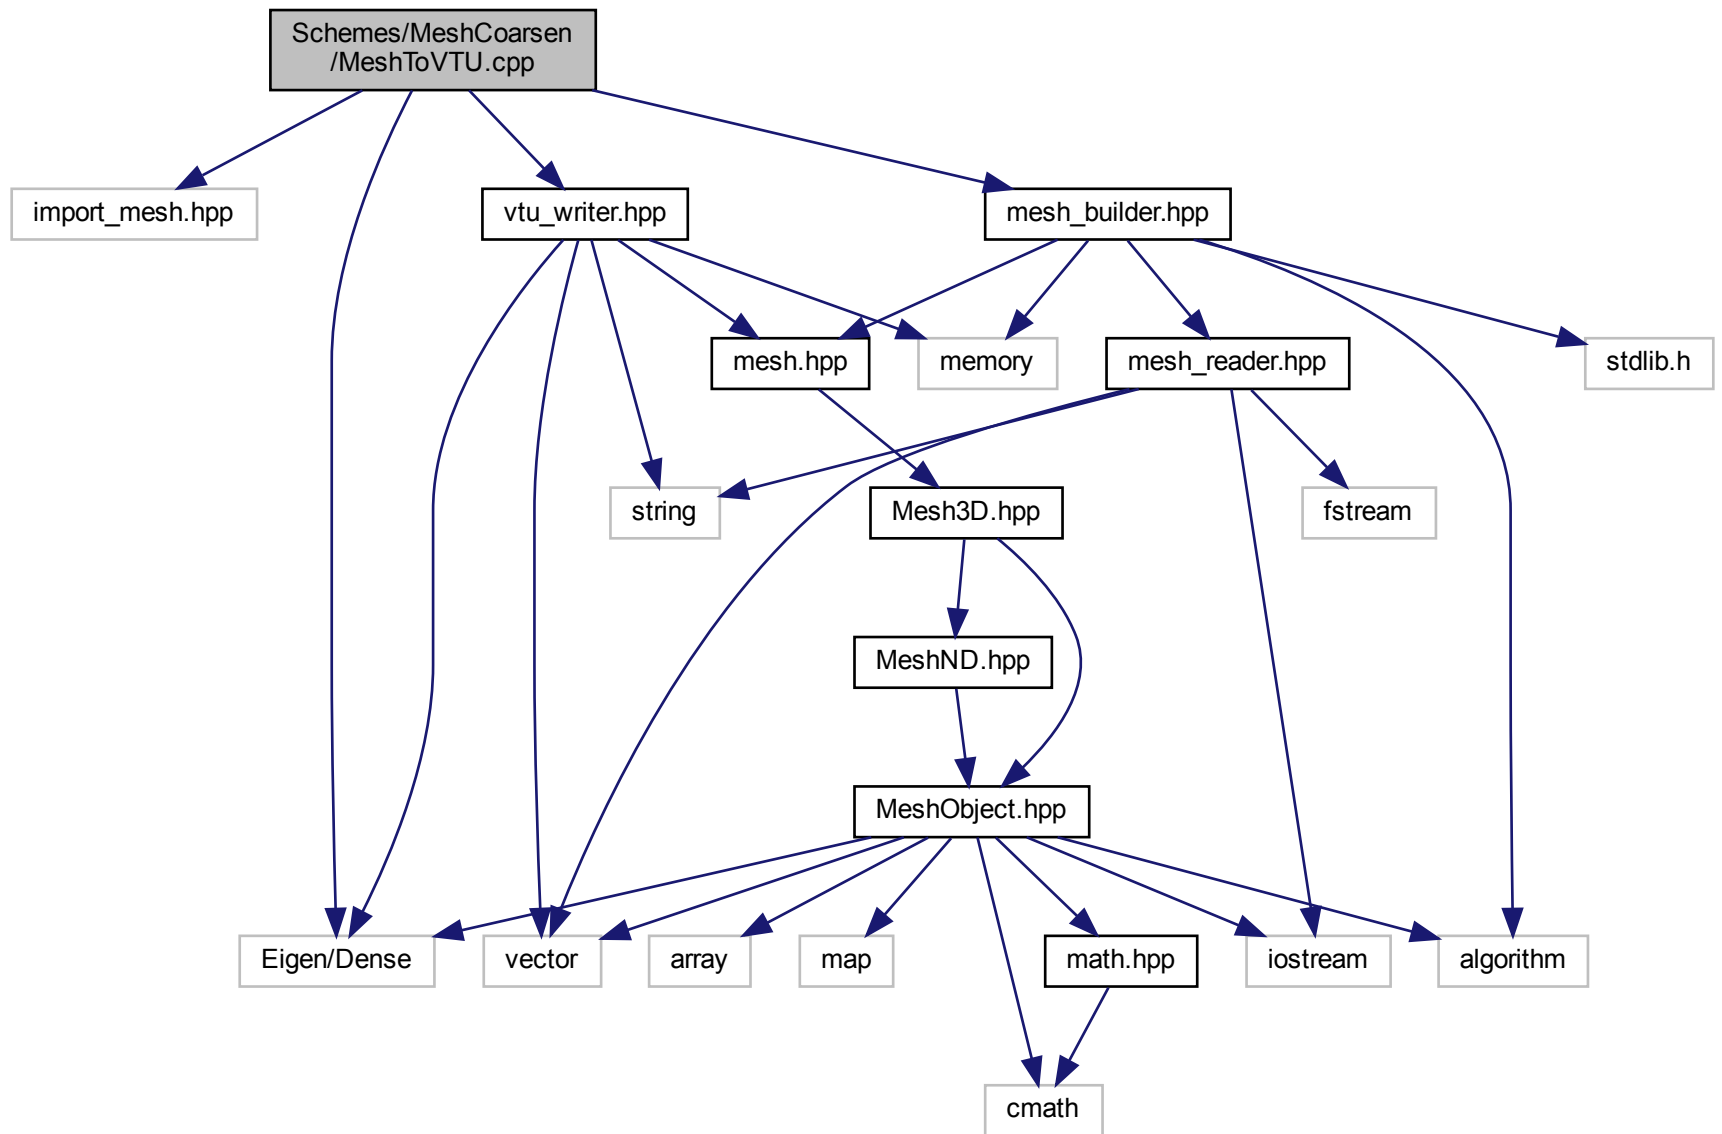 Schemes/MeshCoarsen
/MeshToVTU.cpp
import_mesh.hpp
vtu_writer.hpp
mesh_builder.hpp
mesh.hpp
memory
mesh_reader.hpp
stdlib.h
string
Mesh3D.hpp
fstream
MeshND.hpp
MeshObject.hpp
Eigen/Dense
vector
array
map
math.hpp
iostream
algorithm
cmath